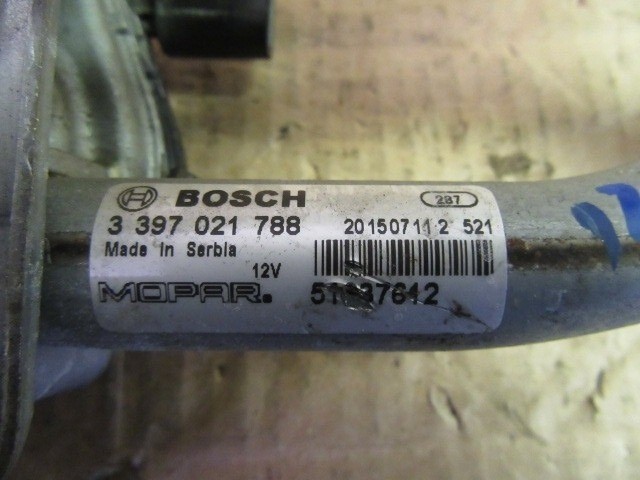 BOSCH
287
3 397 021 788
20150711 2 521
Made in Serbia
12V
MOPAR.